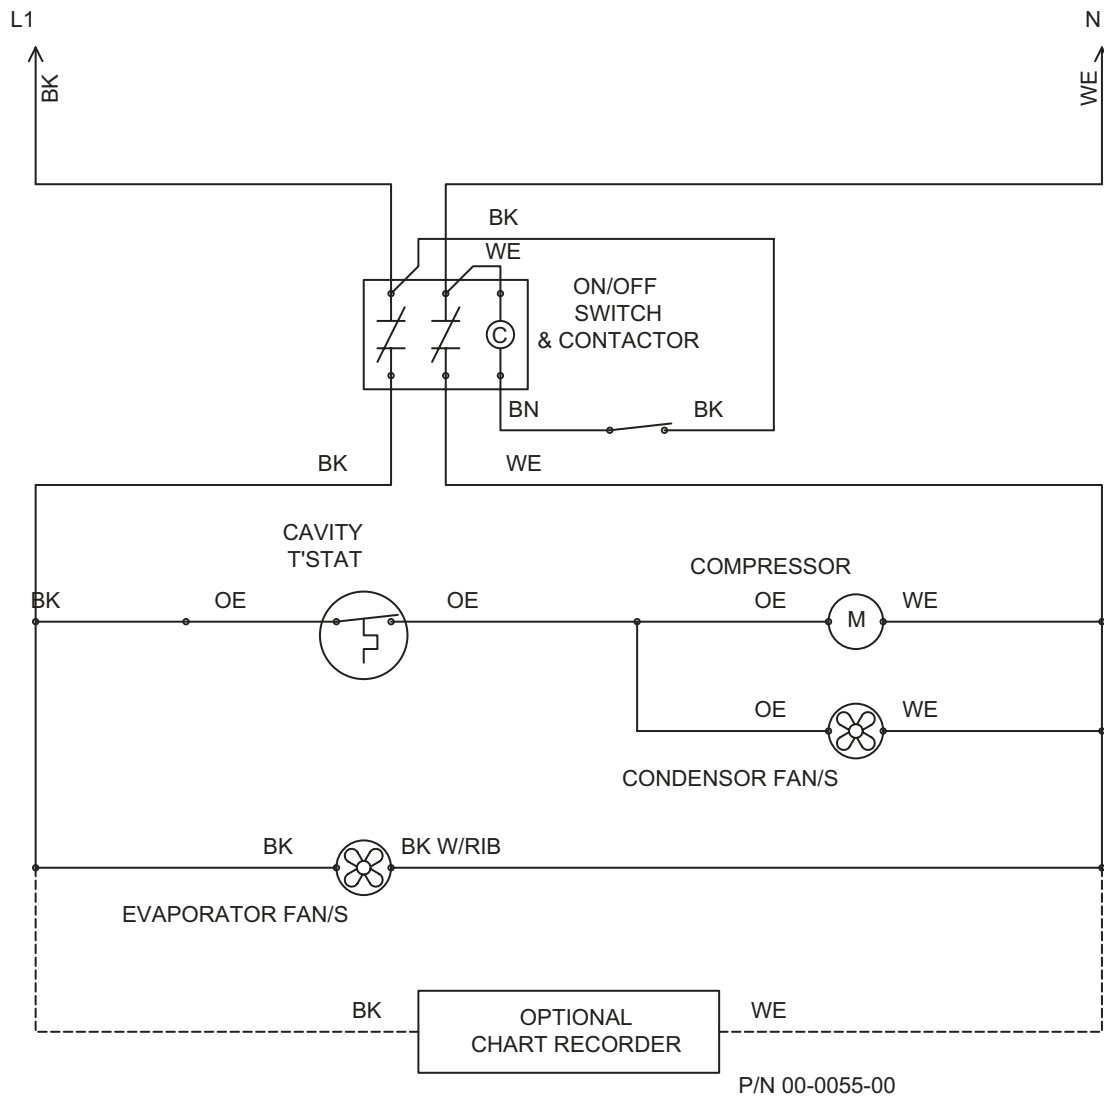 L1
N
BK
WE
BK
WE
ON/OFF
SWITCH
& CONTACTOR
C
BN
BK
BK
WE
CAVITY
T'STAT
COMPRESSOR
BK
OE
OE
OE
M
WE
OE
WE
CONDENSOR FAN/S
BK
BK W/RIB
EVAPORATOR FAN/S
BK
OPTIONAL
CHART RECORDER
WE
P/N 00-0055-00